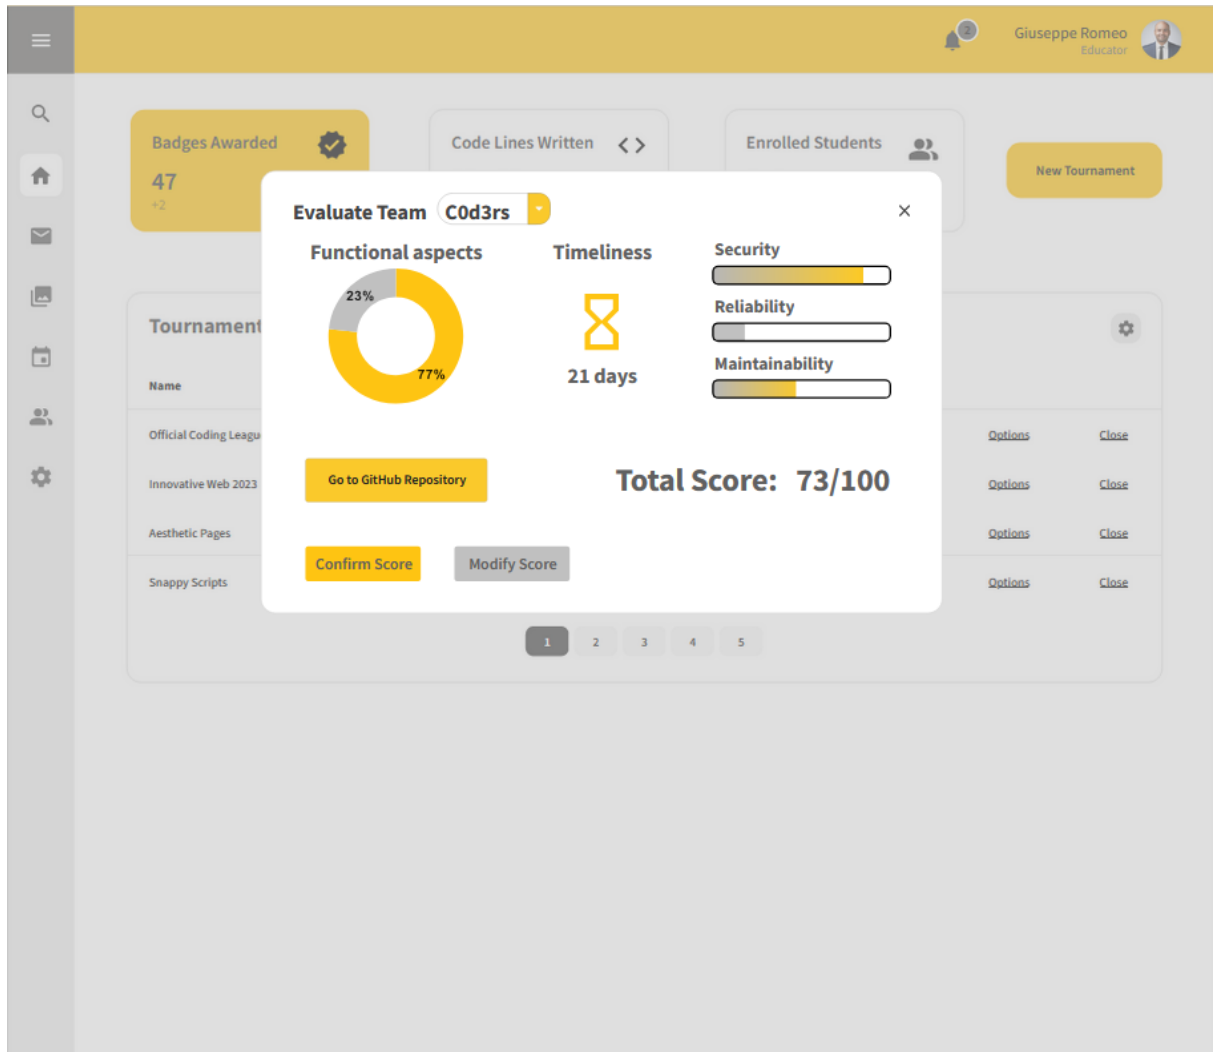 2
Giuseppe Romeo
Educator
Badges Awarded
47
+2
Code Lines Written
Enrolled Students
New Tournament
Evaluate Team C0d3rs
Functional aspects
23%
77%
Timeliness
21 days
Security
Reliability
Maintainability
Go to GitHub Repository
Total Score: 73/100
Confirm Score
Modify Score
Tournament
Name
Official Coding Leagu Options Close
Innovative Web 2023 Options Close
Aesthetic Pages Options Close
Snappy Scripts Options Close
1 2 3 4 5